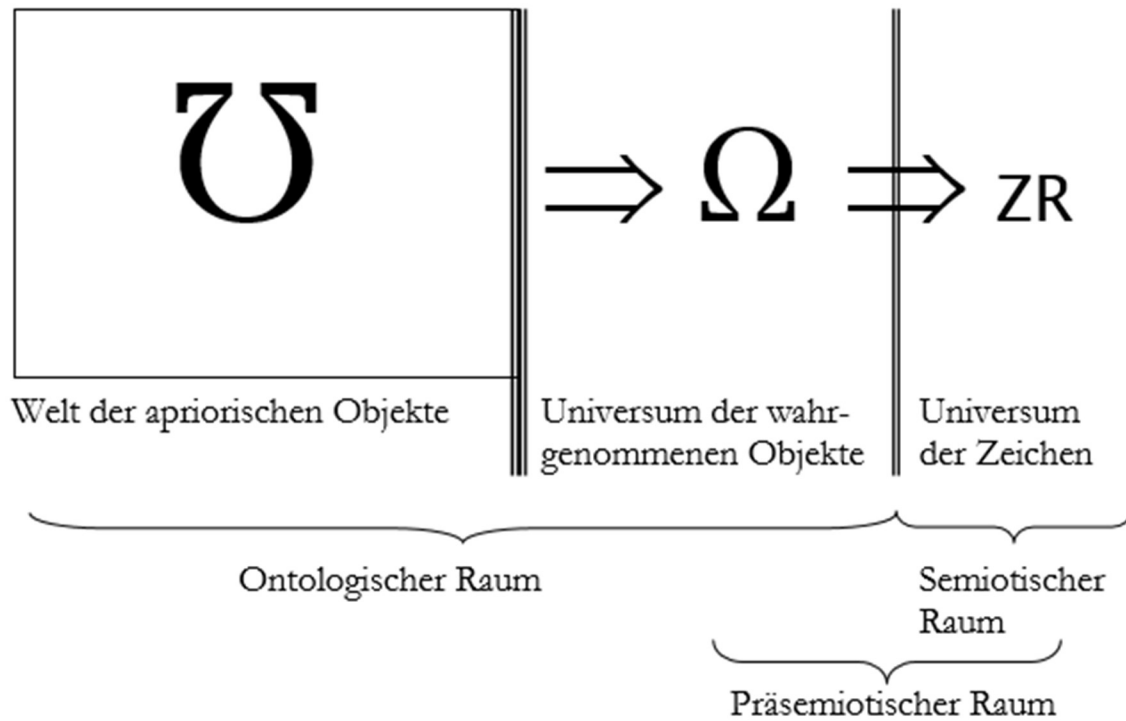 ℧ ⇒ Ω ⇒ ZR
Welt der apriorischen Objekte
Universum der wahr-
genommenen Objekte
Universum
der Zeichen
Ontologischer Raum
Semiotischer
Raum
Präsemiotischer Raum